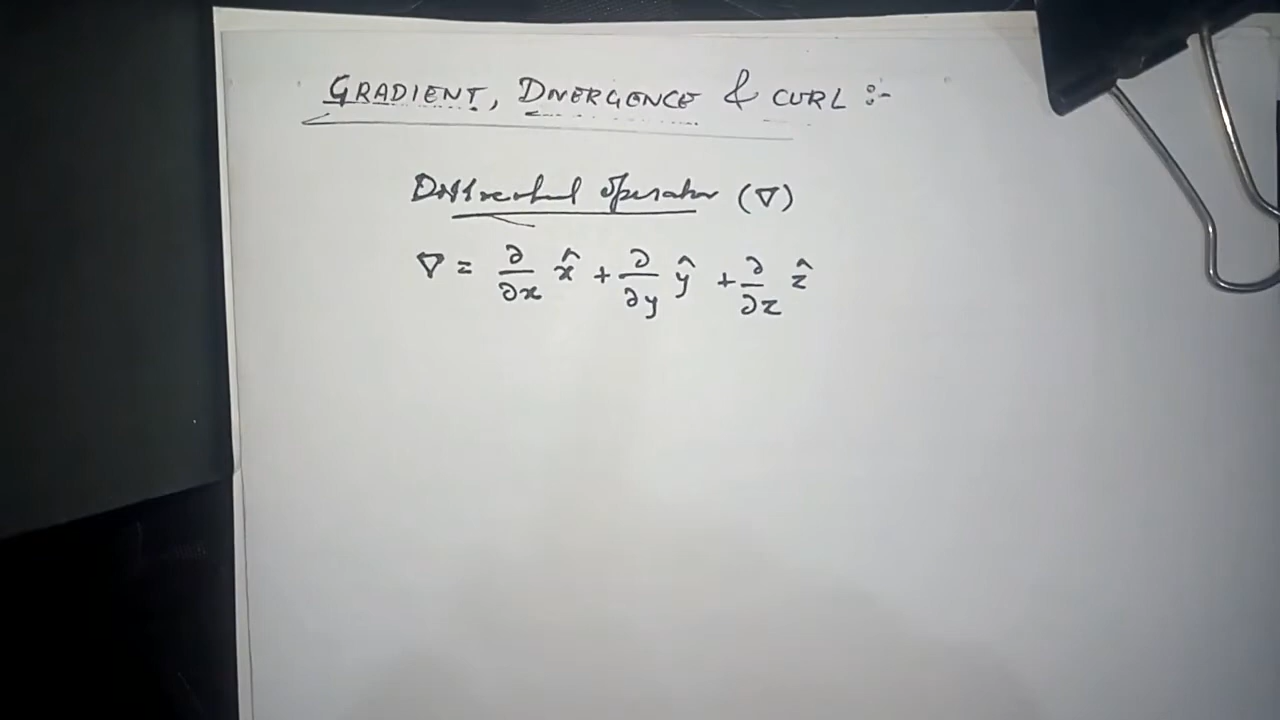 GRADIENT, DIVERGENCE & CURL :-
Differential operator (∇)
∇ = ∂/∂x x̂ + ∂/∂y ŷ + ∂/∂z ẑ